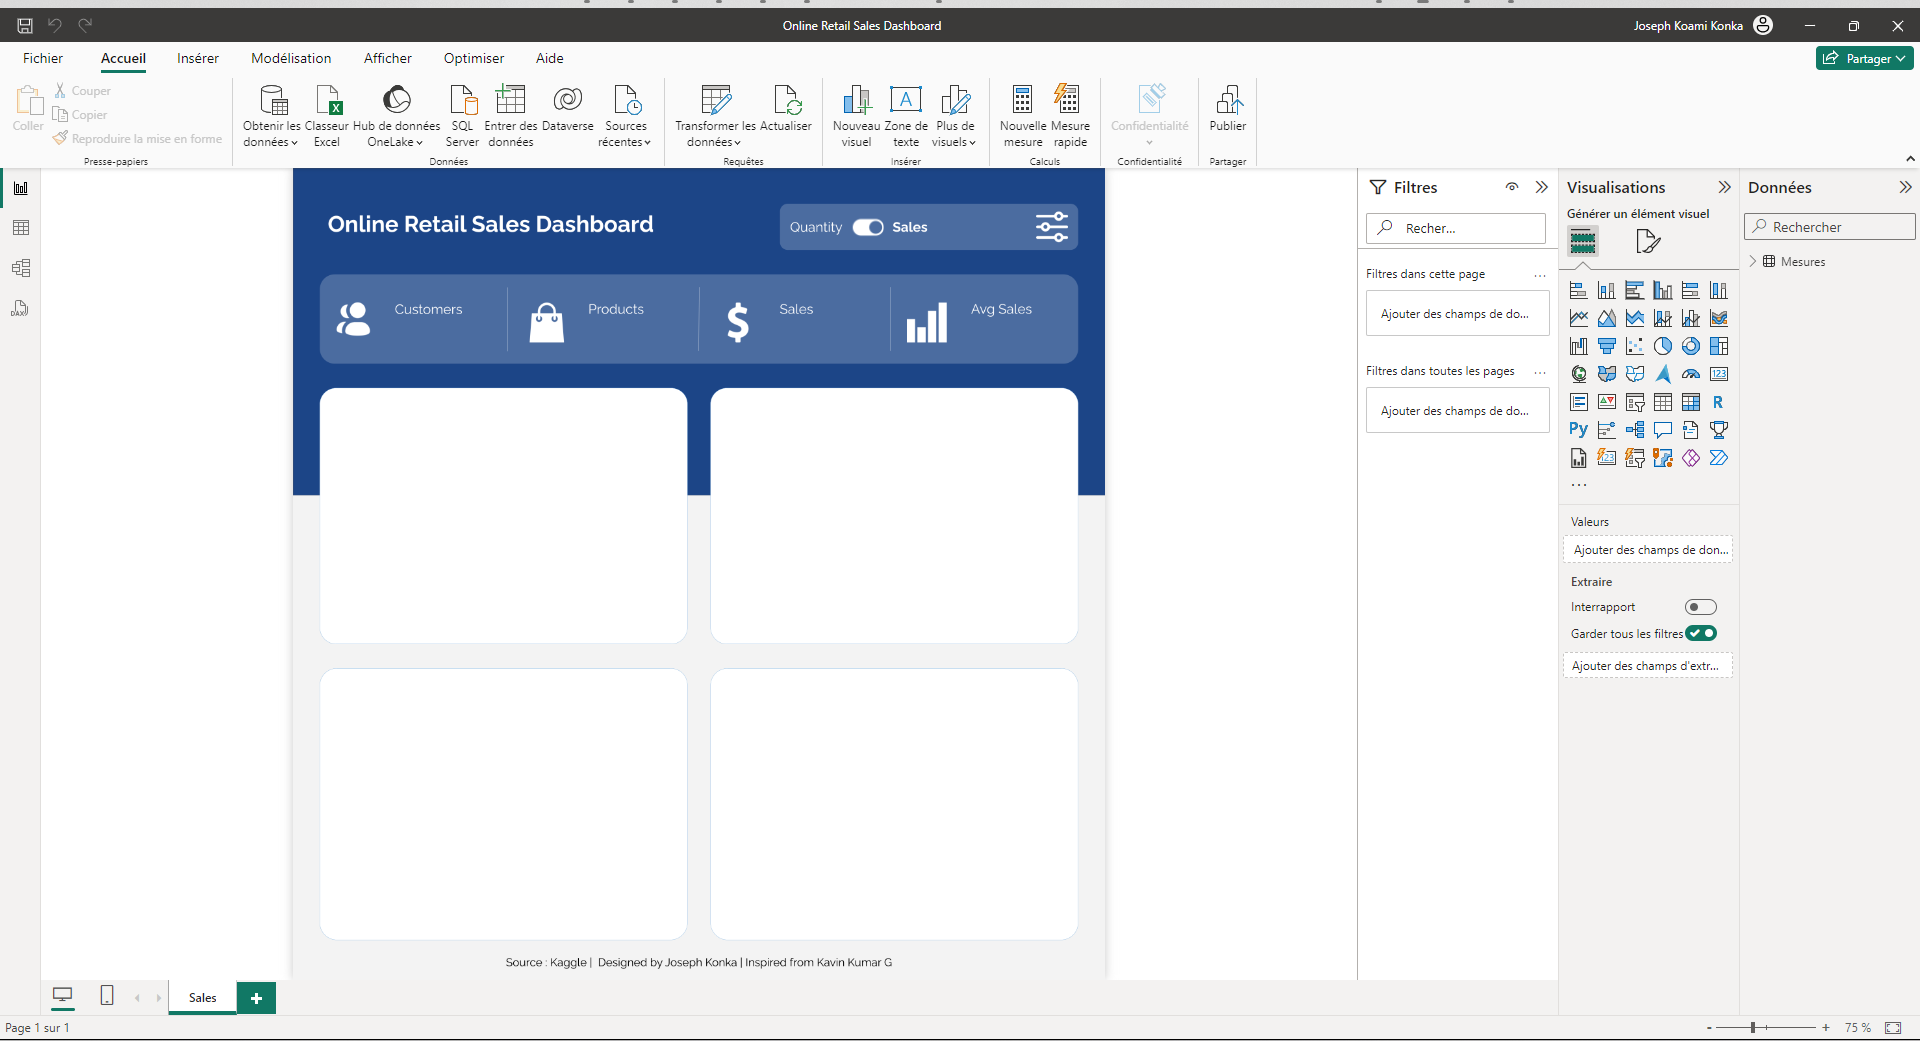 Online Retail Sales Dashboard
Joseph Koami Konka
Fichier
Accueil
Insérer
Modélisation
Afficher
Optimiser
Aide
Partager
Coller
Couper
Copier
Reproduire la mise en forme
Presse-papiers
Obtenir les données
Classeur Excel
Hub de données OneLake
SQL Server
Entrer des données
Dataverse
Sources récentes
Données
Transformer les données
Actualiser
Requêtes
Nouveau visuel
Zone de texte
A
Plus de visuels
Insérer
Nouvelle mesure
Mesure rapide
Calculs
Confidentialité
Confidentialité
Publier
Partager
DAX
Online Retail Sales Dashboard
Quantity
Sales
Customers
Products
$
Sales
Avg Sales
Source : Kaggle | Designed by Joseph Konka | Inspired from Kavin Kumar G
Filtres
Recher...
Filtres dans cette page
...
Ajouter des champs de do...
Filtres dans toutes les pages
...
Ajouter des champs de do...
Visualisations
Générer un élément visuel
123
R
Py
123
...
Valeurs
Ajouter des champs de don...
Extraire
Interrapport
Garder tous les filtres
Ajouter des champs d'extr...
Données
Rechercher
Mesures
Sales
+
Page 1 sur 1
-
+
75 %